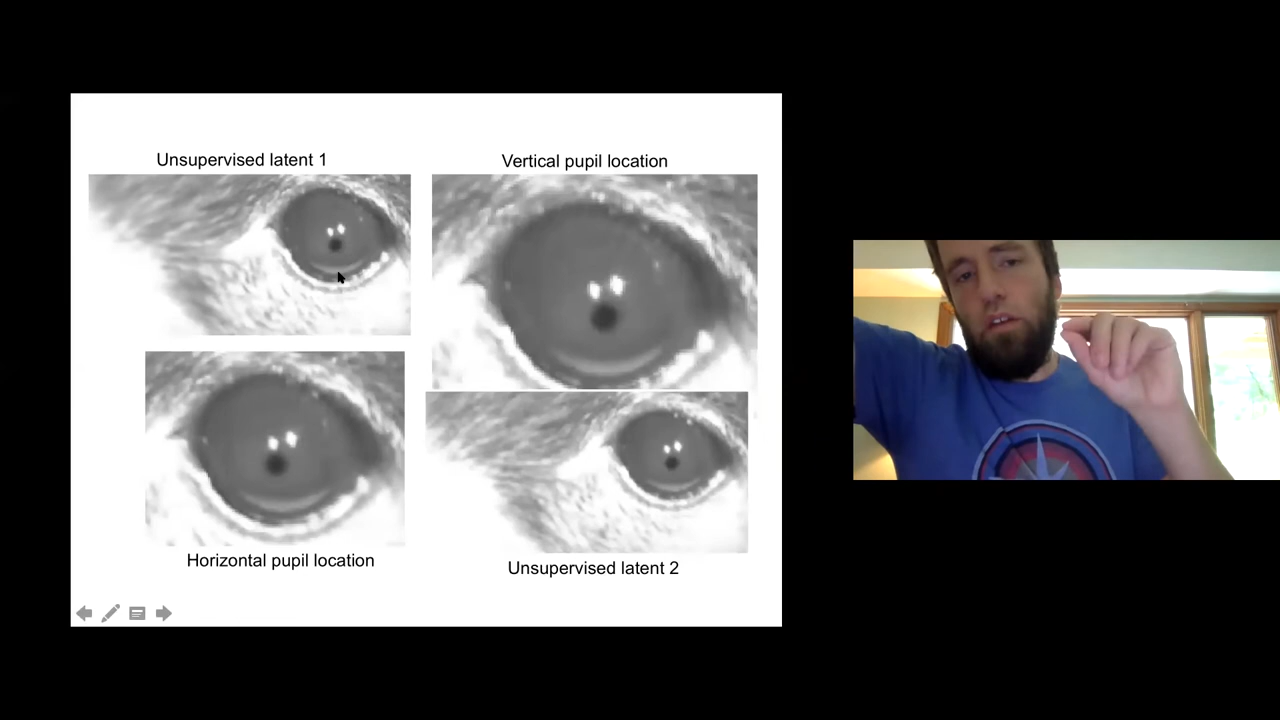 Unsupervised latent 1
Vertical pupil location
Horizontal pupil location
Unsupervised latent 2